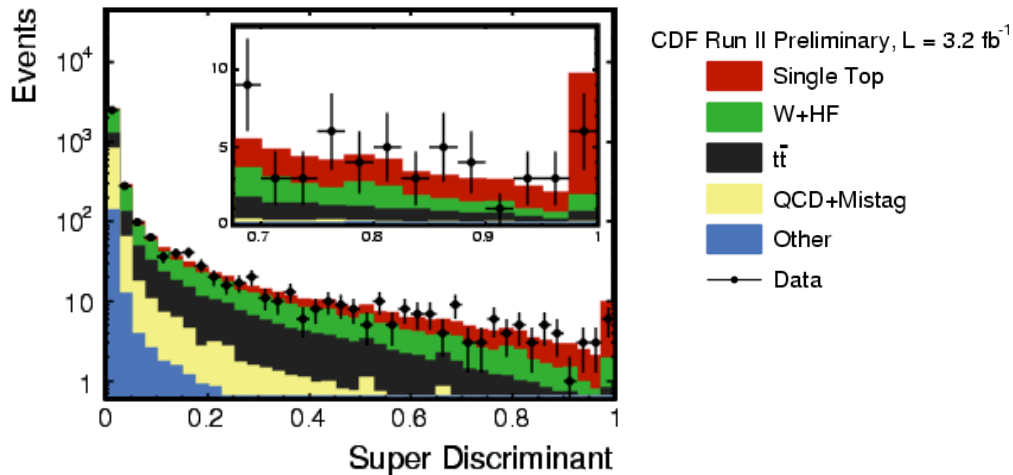 CDF Run II Preliminary, L = 3.2 fb⁻¹
Single Top
W+HF
tt̄
QCD+Mistag
Other
Data
Events
10⁴
10³
10²
10
1
0 0.2 0.4 0.6 0.8 1
Super Discriminant
10
5
0
0.7 0.8 0.9 1